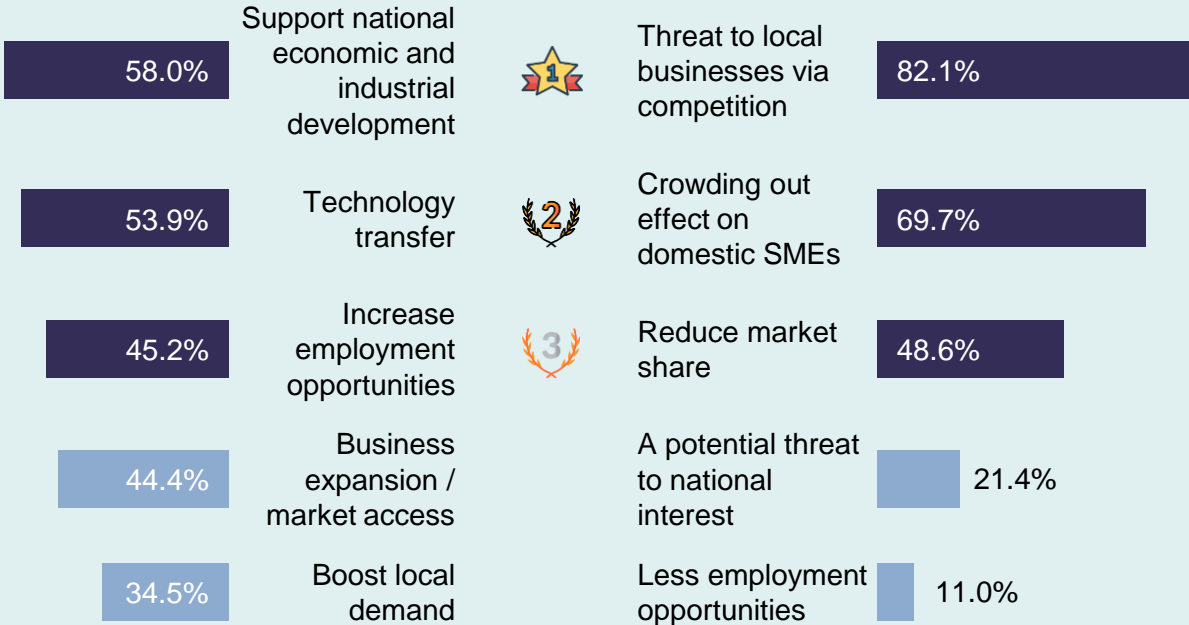 58.0%
Support national
economic and
industrial
development
1
Threat to local
businesses via
competition
82.1%
53.9%
Technology
transfer
2
Crowding out
effect on
domestic SMEs
69.7%
45.2%
Increase
employment
opportunities
3
Reduce market
share
48.6%
44.4%
Business
expansion /
market access
A potential threat
to national
interest
21.4%
34.5%
Boost local
demand
Less employment
opportunities
11.0%